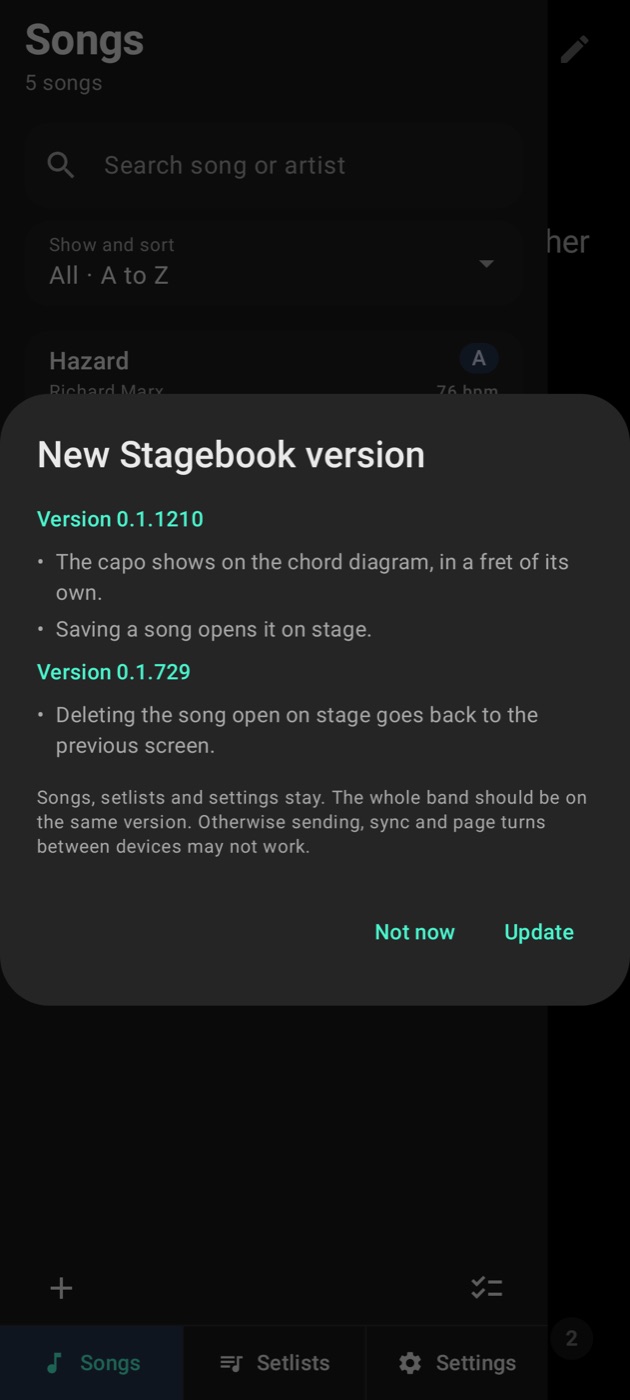 Songs
5 songs
Search song or artist
Show and sort
All · A to Z
her
Hazard
A
Richard Marx
76 bpm
New Stagebook version
Version 0.1.1210
• The capo shows on the chord diagram, in a fret of its
own.
• Saving a song opens it on stage.
Version 0.1.729
• Deleting the song open on stage goes back to the
previous screen.
Songs, setlists and settings stay. The whole band should be on
the same version. Otherwise sending, sync and page turns
between devices may not work.
Not now
Update
2
Songs
Setlists
Settings